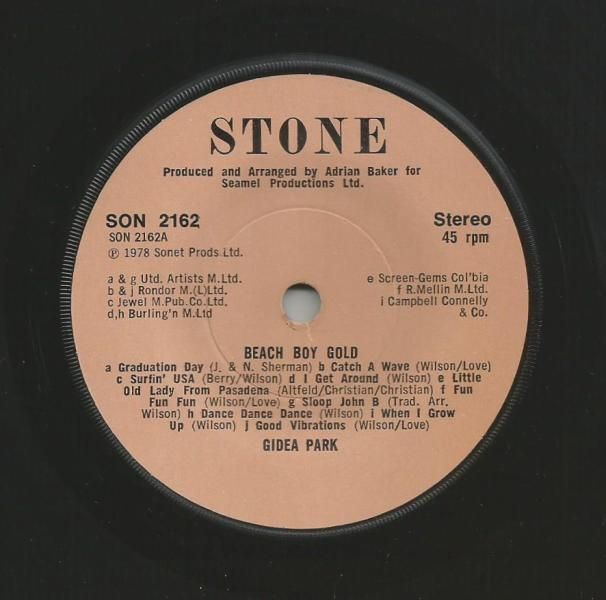 STONE
Produced and Arranged by Adrian Baker for
Seamel Productions Ltd.
SON 2162
Stereo
SON 2162A
45 rpm
℗ 1978 Sonet Prods Ltd.
a & g Utd. Artists M.Ltd.
b & j Rondor M.(L)Ltd.
c Jewel M.Pub.Co.Ltd.
d,h Burling'n M.Ltd
e Screen-Gems Col'bia
f R.Mellin M.Ltd.
i Campbell Connelly
& Co.
BEACH BOY GOLD
a Graduation Day (J. & N. Sherman) b Catch A Wave (Wilson/Love)
c Surfin' USA (Berry/Wilson) d I Get Around (Wilson) e Little
Old Lady From Pasadena (Altfeld/Christian/Christian) f Fun
Fun Fun (Wilson/Love) g Sloop John B (Trad. Arr.
Wilson) h Dance Dance Dance (Wilson) i When I Grow
Up (Wilson) j Good Vibrations (Wilson/Love)
GIDEA PARK